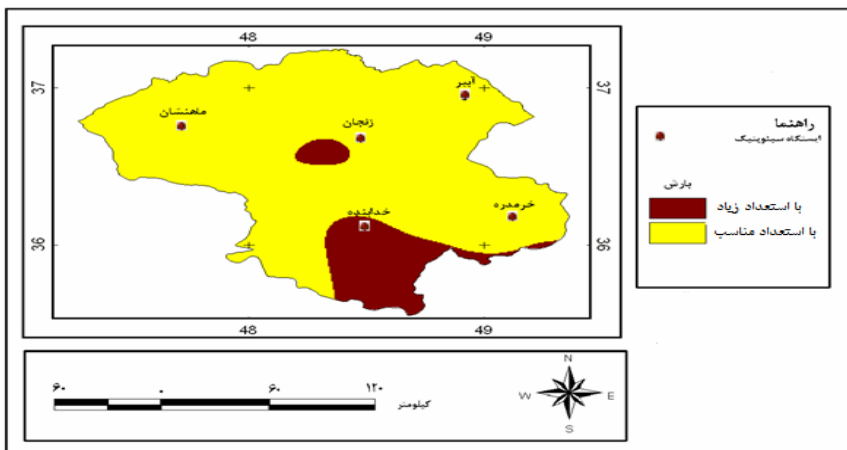 48 49
37 37
آببر
ماهنشان
زنجان
خدابنده
خرمدره
36 36
48 49
راهنما
ایستگاه سینوپتیک
بارش
با استعداد زیاد
با استعداد مناسب
۶۰ ۰ ۶۰ ۱۲۰
کیلومتر
N
W E
S